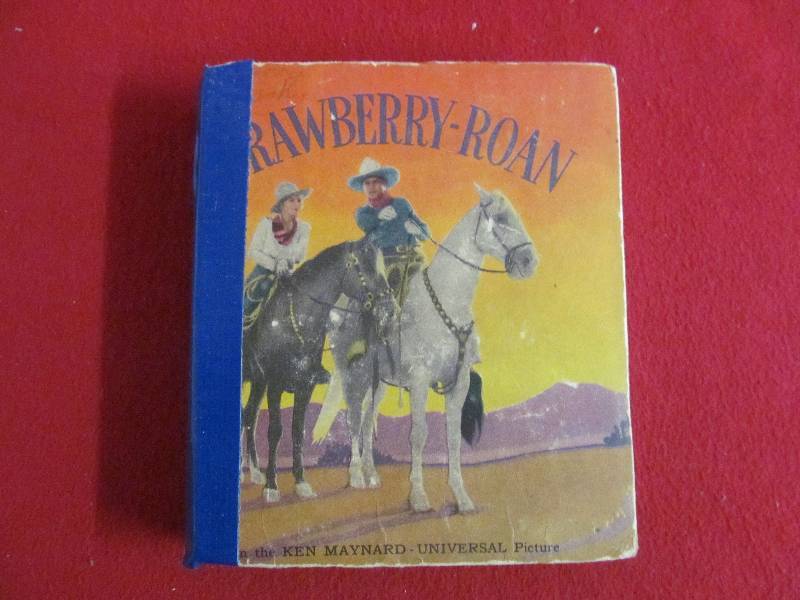 RAWBERRY-ROAN
n the KEN MAYNARD - UNIVERSAL Picture